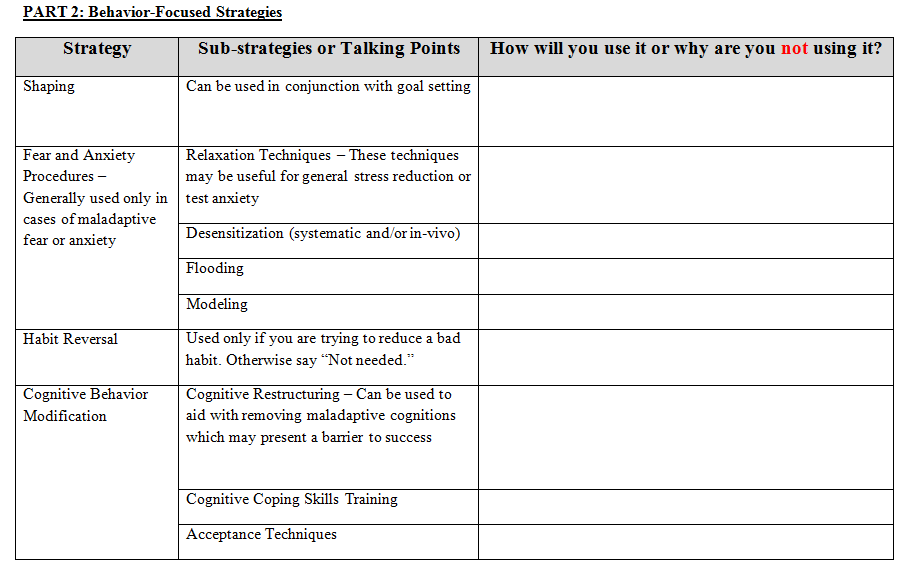 PART 2: Behavior-Focused Strategies
Strategy
Sub-strategies or Talking Points
How will you use it or why are you not using it?
Shaping
Can be used in conjunction with goal setting
Fear and Anxiety
Procedures –
Generally used only in
cases of maladaptive
fear or anxiety
Relaxation Techniques – These techniques
may be useful for general stress reduction or
test anxiety
Desensitization (systematic and/or in-vivo)
Flooding
Modeling
Habit Reversal
Used only if you are trying to reduce a bad
habit. Otherwise say “Not needed.”
Cognitive Behavior
Modification
Cognitive Restructuring – Can be used to
aid with removing maladaptive cognitions
which may present a barrier to success
Cognitive Coping Skills Training
Acceptance Techniques